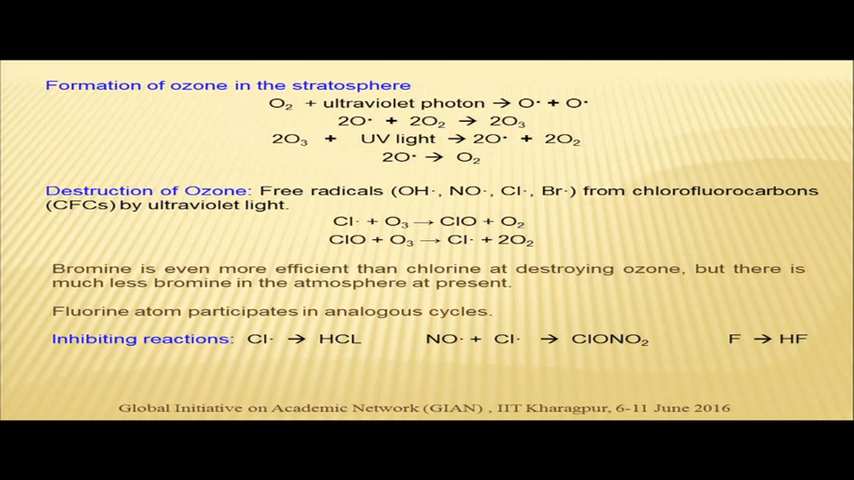 Formation of ozone in the stratosphere
O₂ + ultraviolet photon → O· + O·
2O· + 2O₂ → 2O₃
2O₃ + UV light → 2O· + 2O₂
2O· → O₂
Destruction of Ozone: Free radicals (OH·, NO·, Cl·, Br·) from chlorofluorocarbons
(CFCs) by ultraviolet light.
Cl· + O₃ → ClO + O₂
ClO + O₃ → Cl· + 2O₂
Bromine is even more efficient than chlorine at destroying ozone, but there is
much less bromine in the atmosphere at present.
Fluorine atom participates in analogous cycles.
Inhibiting reactions: Cl· → HCL NO· + Cl· → ClONO₂ F → HF
Global Initiative on Academic Network (GIAN) , IIT Kharagpur, 6-11 June 2016